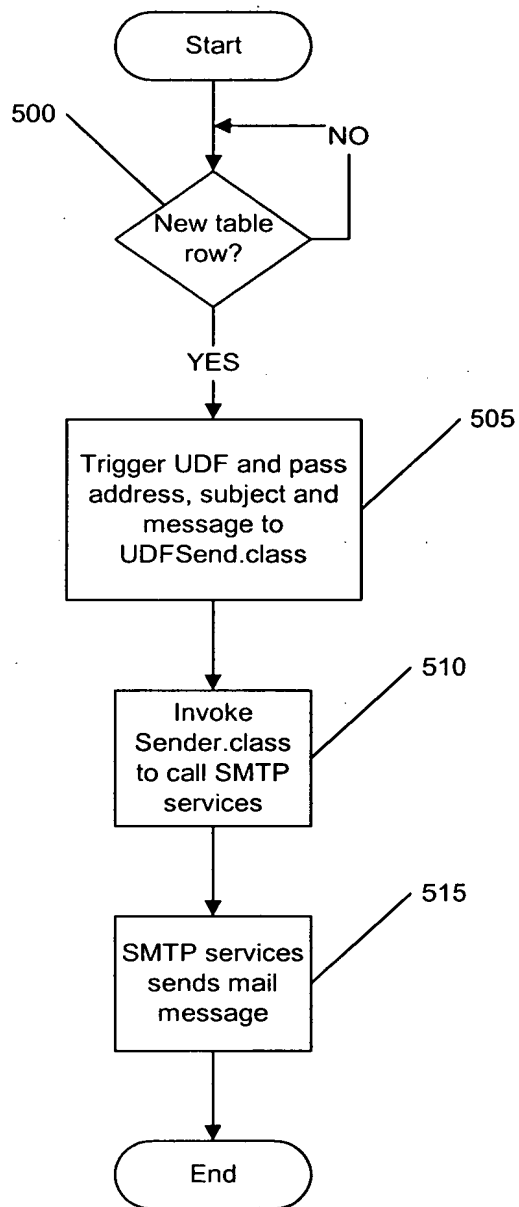 Start
500
NO
New table
row?
YES
505
Trigger UDF and pass
address, subject and
message to
UDFSend.class
510
Invoke
Sender.class
to call SMTP
services
515
SMTP services
sends mail
message
End